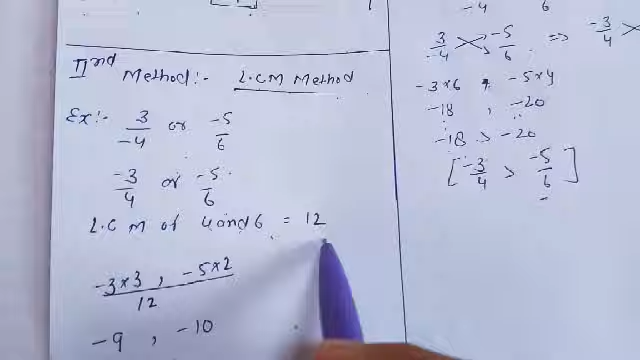 IInd Method:- L.C.M Method
Ex:- 3/-4 or -5/6
-3/4 or -5/6
L.C.M of 4 and 6 = 12
-3×3 , -5×2
12
-9 , -10
-4 6
3/-4 -5/6 => -3/4
-3×6 , -5×4
-18 , -20
-18 > -20
[-3/4 > -5/6]